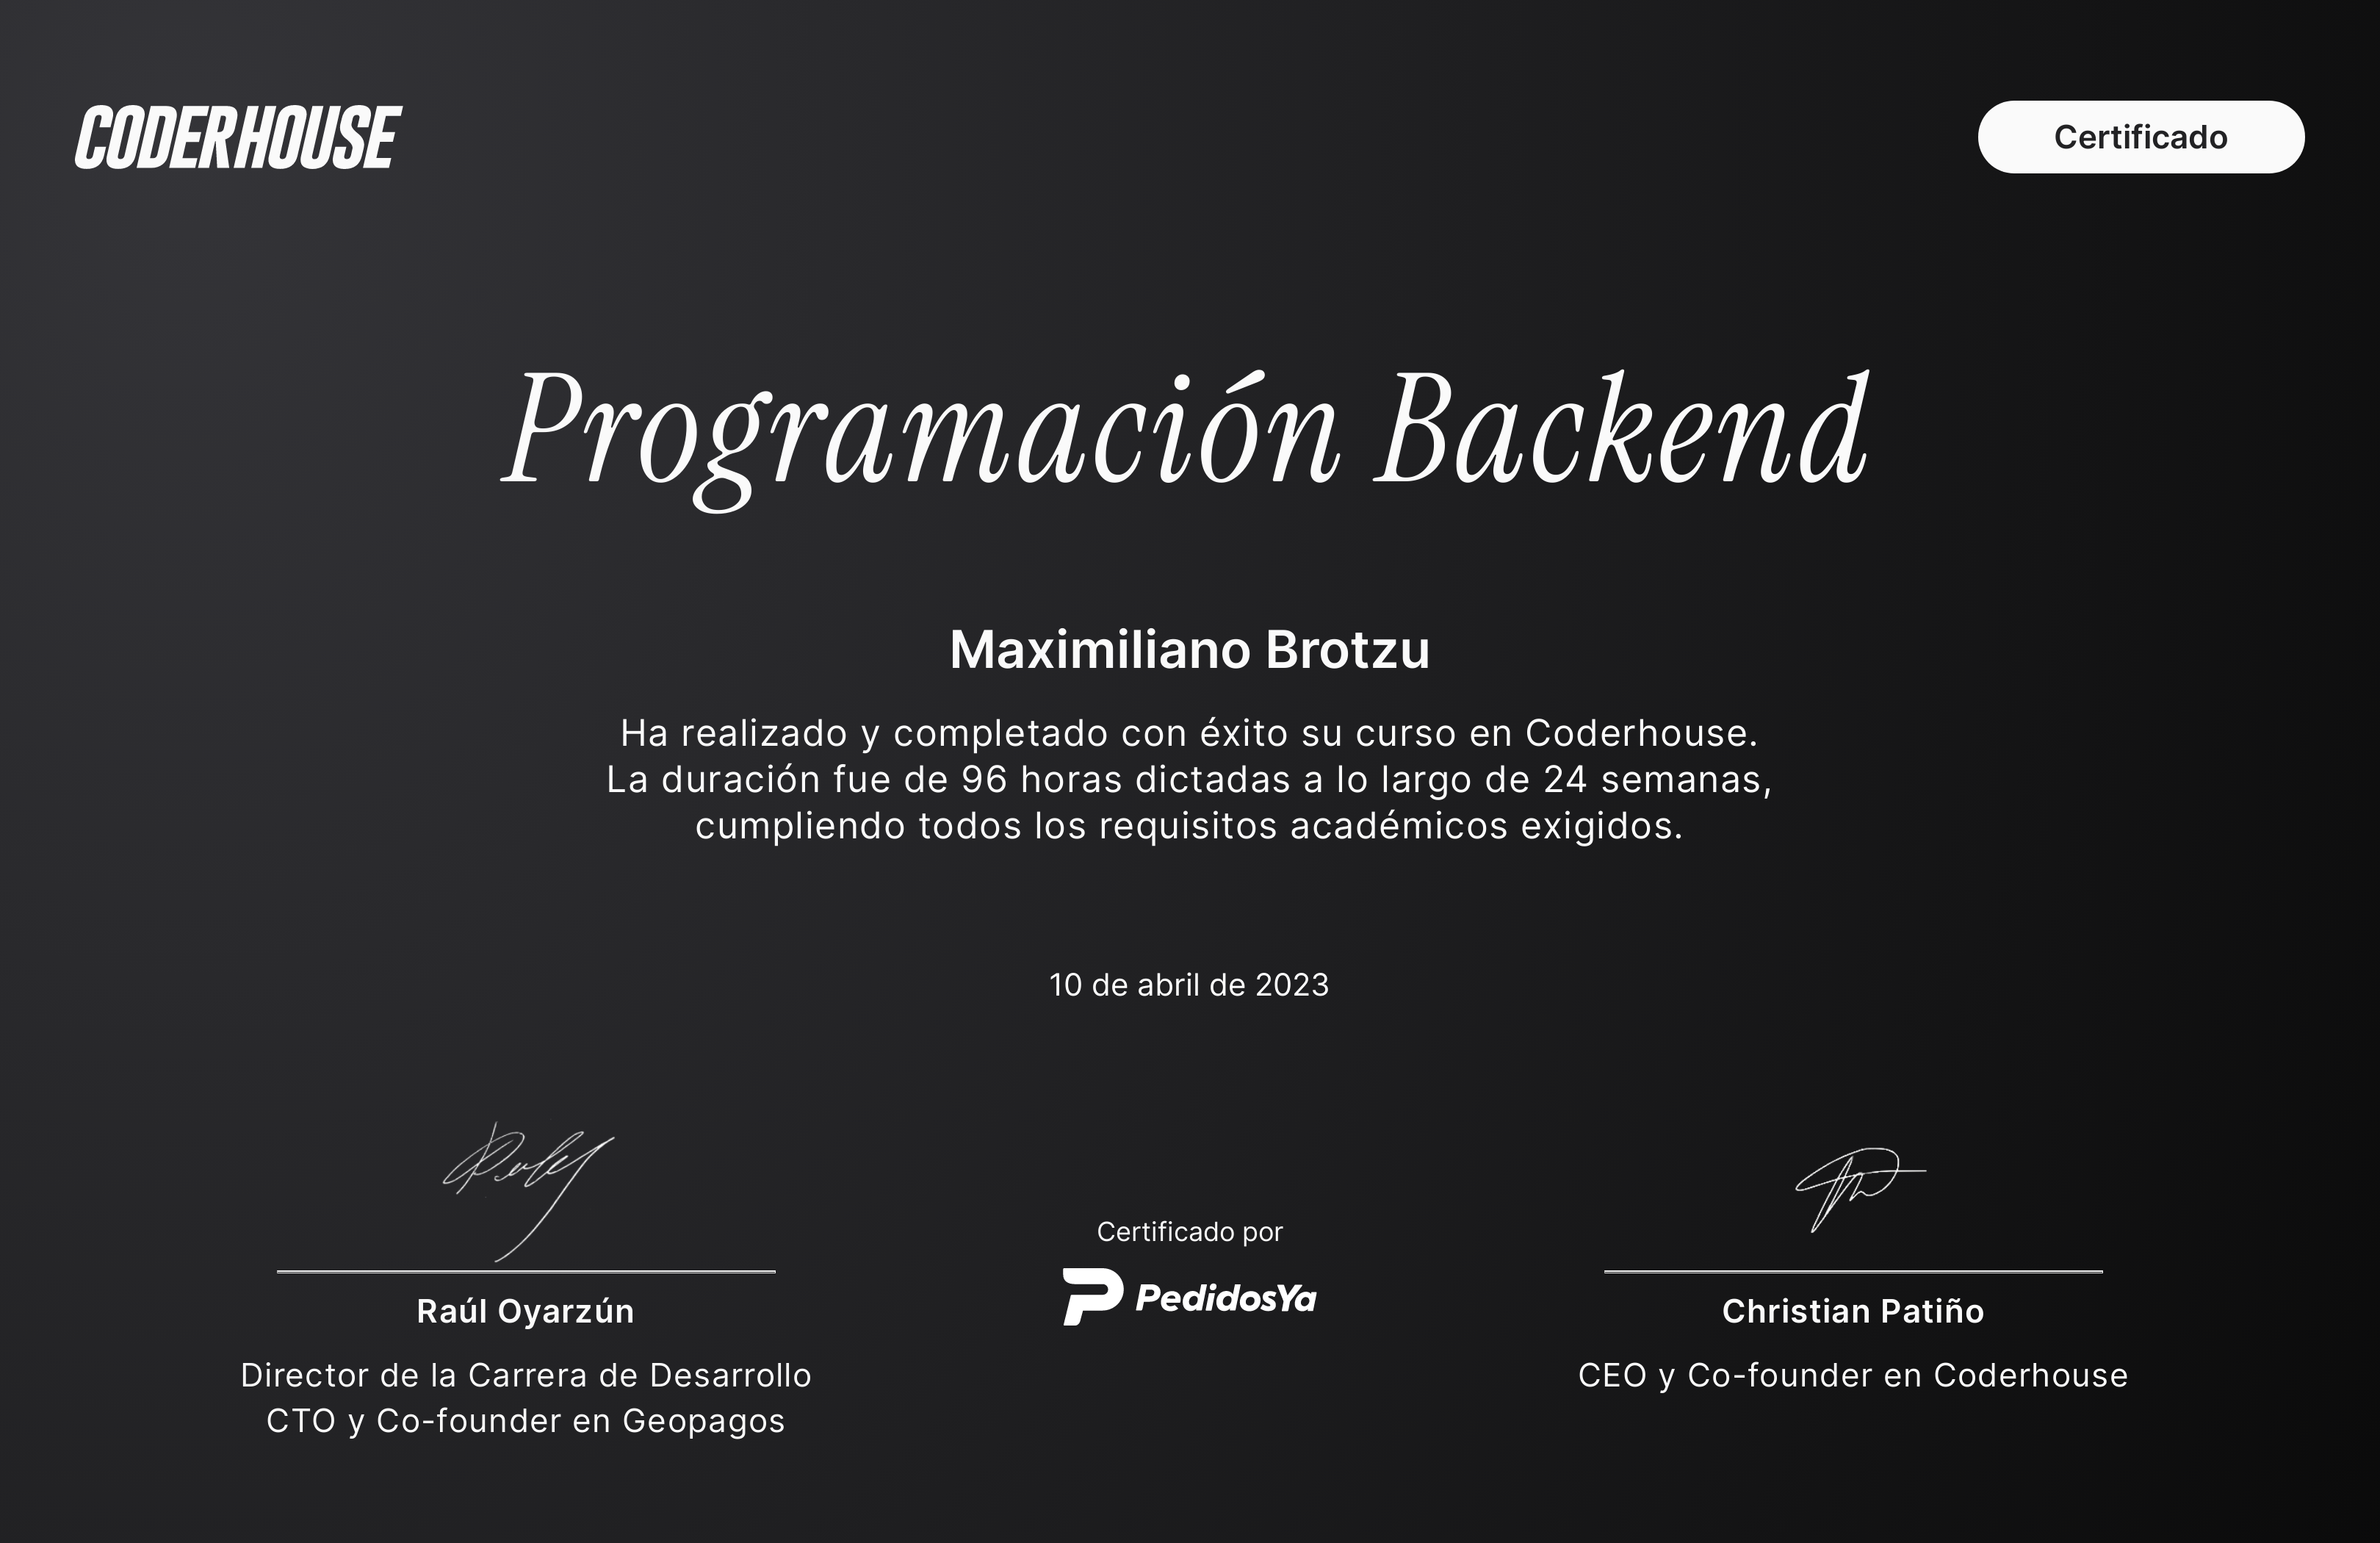 CODERHOUSE
Certificado
Programación Backend
Maximiliano Brotzu
Ha realizado y completado con éxito su curso en Coderhouse.
La duración fue de 96 horas dictadas a lo largo de 24 semanas,
cumpliendo todos los requisitos académicos exigidos.
10 de abril de 2023
Certificado por
PedidosYa
Raúl Oyarzún
Director de la Carrera de Desarrollo
CTO y Co-founder en Geopagos
Christian Patiño
CEO y Co-founder en Coderhouse